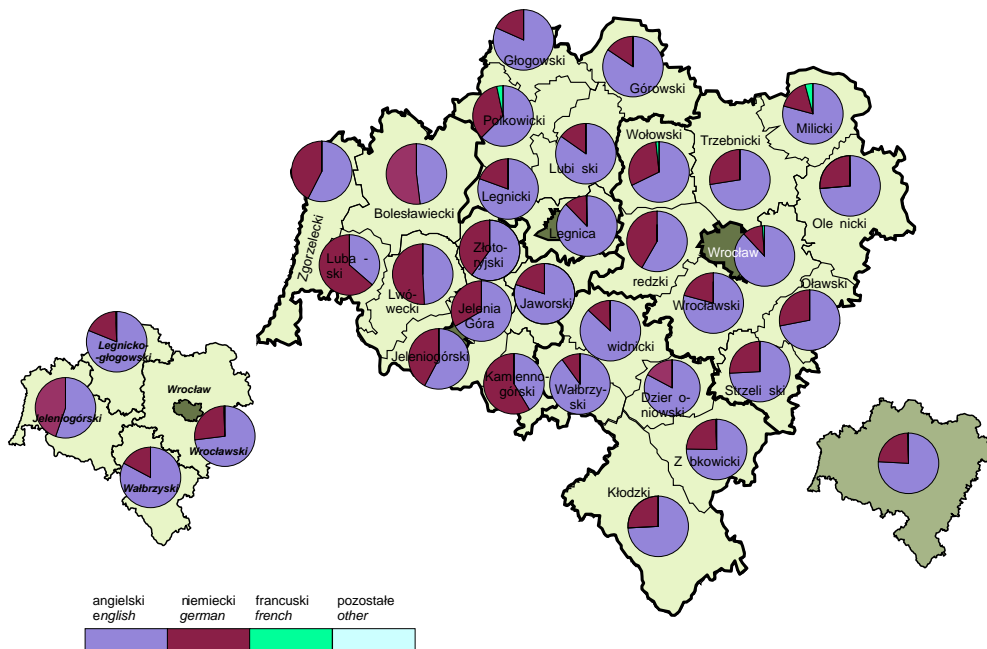 Głogowski
Górowski
Polkowicki
Milicki
Wołowski
Trzebnicki
Lubi ski
Legnicki
Bolesławiecki
Ole nicki
Legnica
Zgorzelecki
Złoto-
ryjski
Luba -
ski
Wrocław
redzki
Oławski
Lwó-
wecki
Jaworski
Wrocławski
Jelenia
Góra
widnicki
Jeleniogórski
Kamienno-
górski
Wałbrzy-
ski
Dzier o-
niowski
Strzeli ski
Z bkowicki
Kłodzki
Legnicko-
-głogowski
Wrocław
Jeleniogórski
Wrocławski
Wałbrzyski
angielski niemiecki francuski pozostałe
english german french other